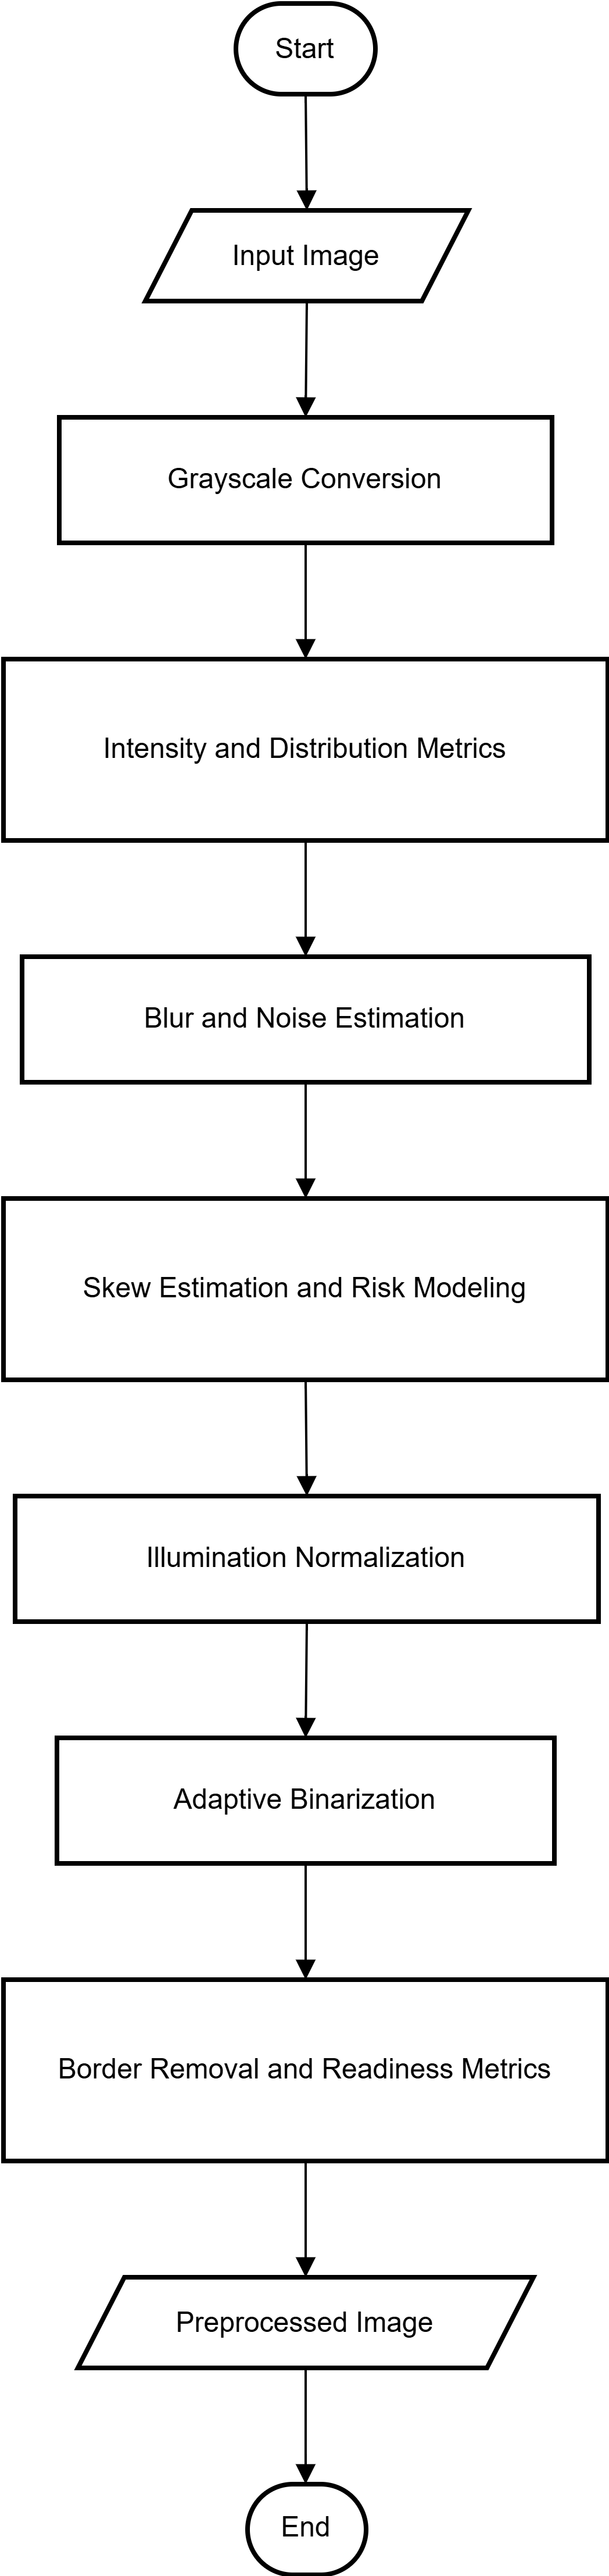 Start
Input Image
Grayscale Conversion
Intensity and Distribution Metrics
Blur and Noise Estimation
Skew Estimation and Risk Modeling
Illumination Normalization
Adaptive Binarization
Border Removal and Readiness Metrics
Preprocessed Image
End